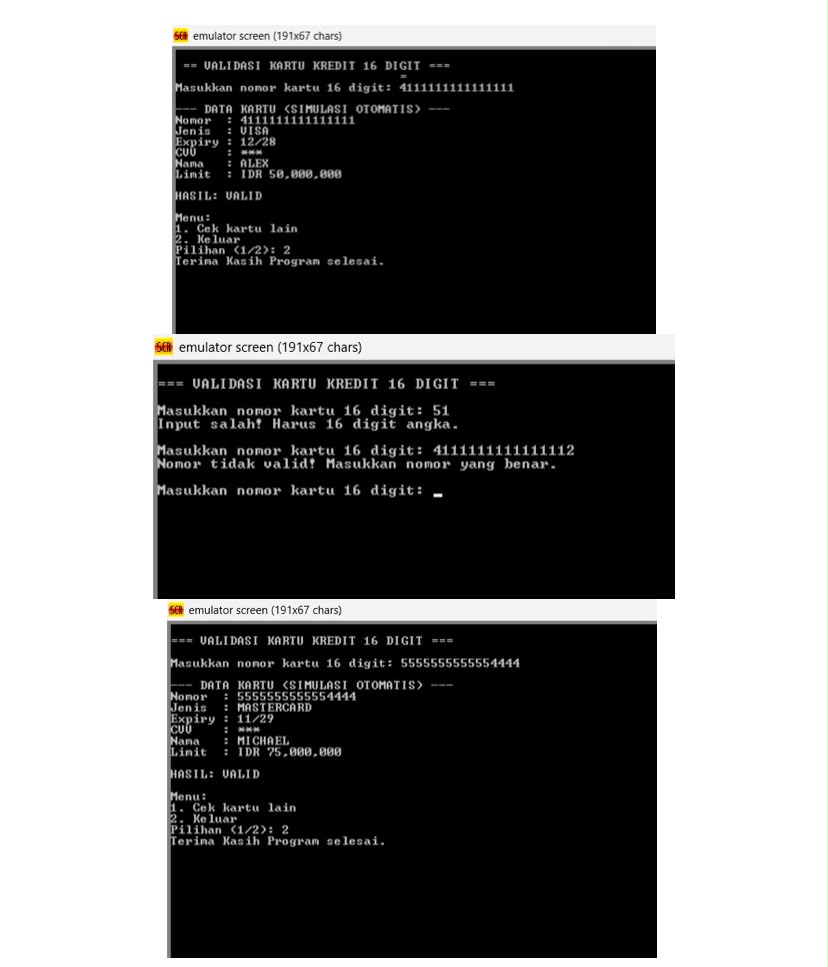 emulator screen (191x67 chars)
== VALIDASI KARTU KREDIT 16 DIGIT ===
=
Masukkan nomor kartu 16 digit: 4111111111111111
--- DATA KARTU (SIMULASI OTOMATIS) ---
Nomor : 4111111111111111
Jenis : VISA
Expiry : 12/28
CVV : ***
Nama : ALEX
Limit : IDR 50,000,000
HASIL: VALID
Menu:
1. Cek kartu lain
2. Keluar
Pilihan (1/2): 2
Terima Kasih Program selesai.
emulator screen (191x67 chars)
=== VALIDASI KARTU KREDIT 16 DIGIT ===
Masukkan nomor kartu 16 digit: 51
Input salah! Harus 16 digit angka.
Masukkan nomor kartu 16 digit: 4111111111111112
Nomor tidak valid! Masukkan nomor yang benar.
Masukkan nomor kartu 16 digit: _
emulator screen (191x67 chars)
=== VALIDASI KARTU KREDIT 16 DIGIT ===
Masukkan nomor kartu 16 digit: 5555555555554444
--- DATA KARTU (SIMULASI OTOMATIS) ---
Nomor : 5555555555554444
Jenis : MASTERCARD
Expiry : 11/29
CVV : ***
Nama : MICHAEL
Limit : IDR 75,000,000
HASIL: VALID
Menu:
1. Cek kartu lain
2. Keluar
Pilihan (1/2): 2
Terima Kasih Program selesai.